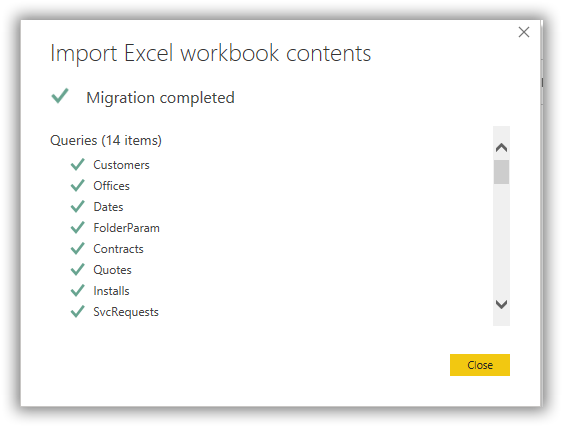 Import Excel workbook contents
Migration completed
Queries (14 items)
Customers
Offices
Dates
FolderParam
Contracts
Quotes
Installs
SvcRequests
Close